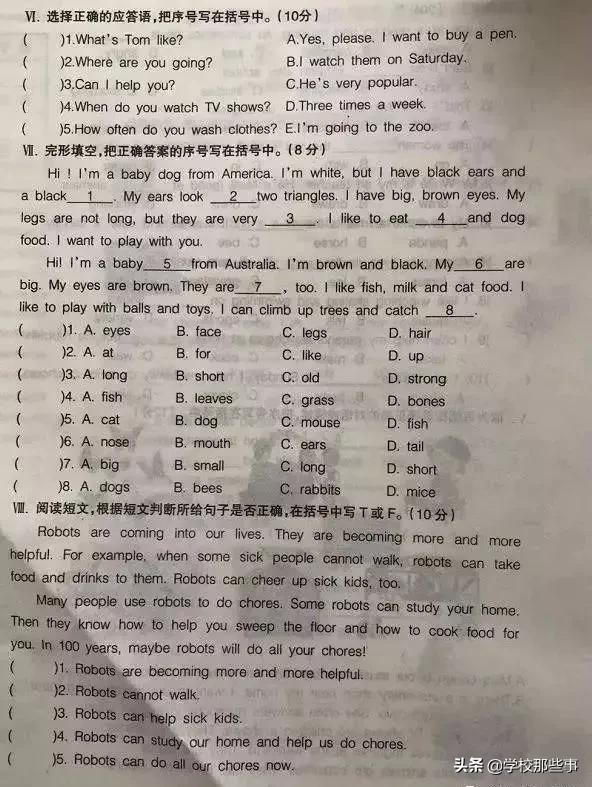 Ⅵ. 选择正确的应答语,把序号写在括号中。(10分)
(    )1.What's Tom like?    A.Yes, please. I want to buy a pen.
(    )2.Where are you going?    B.I watch them on Saturday.
(    )3.Can I help you?    C.He's very popular.
(    )4.When do you watch TV shows?    D.Three times a week.
(    )5.How often do you wash clothes?    E.I'm going to the zoo.
Ⅶ. 完形填空,把正确答案的序号写在括号中。(8分)
Hi ! I'm a baby dog from America. I'm white, but I have black ears and
a black 1 . My ears look 2 two triangles. I have big, brown eyes. My
legs are not long, but they are very 3 . I like to eat 4 and dog
food. I want to play with you.
Hi! I'm a baby 5 from Australia. I'm brown and black. My 6 are
big. My eyes are brown. They are 7 , too. I like fish, milk and cat food. I
like to play with balls and toys. I can climb up trees and catch 8 .
(    )1. A. eyes    B. face    C. legs    D. hair
(    )2. A. at    B. for    C. like    D. up
(    )3. A. long    B. short    C. old    D. strong
(    )4. A. fish    B. leaves    C. grass    D. bones
(    )5. A. cat    B. dog    C. mouse    D. fish
(    )6. A. nose    B. mouth    C. ears    D. tail
(    )7. A. big    B. small    C. long    D. short
(    )8. A. dogs    B. bees    C. rabbits    D. mice
Ⅷ. 阅读短文,根据短文判断所给句子是否正确,在括号中写T或F。(10分)
Robots are coming into our lives. They are becoming more and more
helpful. For example, when some sick people cannot walk, robots can take
food and drinks to them. Robots can cheer up sick kids, too.
Many people use robots to do chores. Some robots can study your home.
Then they know how to help you sweep the floor and how to cook food for
you. In 100 years, maybe robots will do all your chores!
(    )1. Robots are becoming more and more helpful.
(    )2. Robots cannot walk.
(    )3. Robots can help sick kids.
(    )4. Robots can study our home and help us do chores.
(    )5. Robots can do all our chores now.
头条 @学校那些事